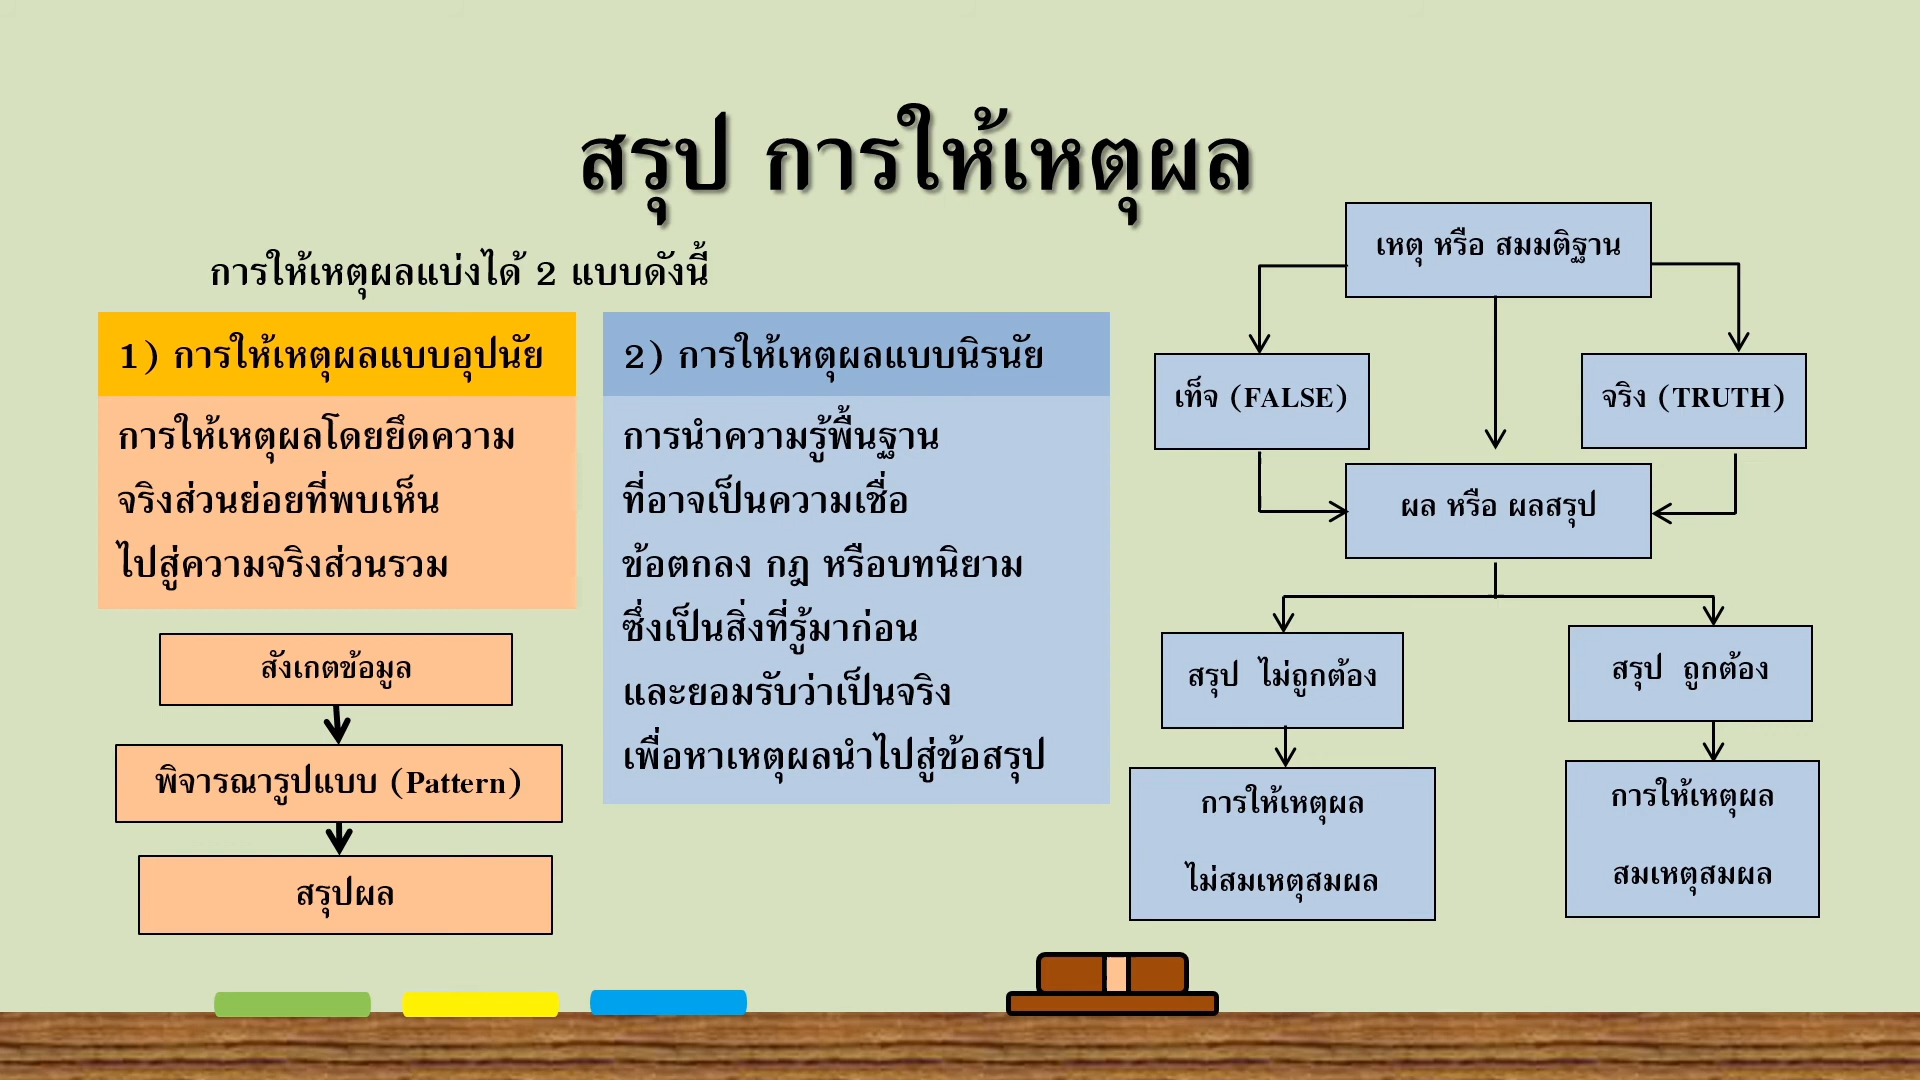 สรุป การให้เหตุผล
การให้เหตุผลแบ่งได้ 2 แบบดังนี้
1) การให้เหตุผลแบบอุปนัย
การให้เหตุผลโดยยึดความ
จริงส่วนย่อยที่พบเห็น
ไปสู่ความจริงส่วนรวม
สังเกตข้อมูล
พิจารณารูปแบบ (Pattern)
สรุปผล
2) การให้เหตุผลแบบนิรนัย
การนำความรู้พื้นฐาน
ที่อาจเป็นความเชื่อ
ข้อตกลง กฎ หรือบทนิยาม
ซึ่งเป็นสิ่งที่รู้มาก่อน
และยอมรับว่าเป็นจริง
เพื่อหาเหตุผลนำไปสู่ข้อสรุป
เหตุ หรือ สมมติฐาน
เท็จ (FALSE)
จริง (TRUTH)
ผล หรือ ผลสรุป
สรุป ไม่ถูกต้อง
สรุป ถูกต้อง
การให้เหตุผล
ไม่สมเหตุสมผล
การให้เหตุผล
สมเหตุสมผล